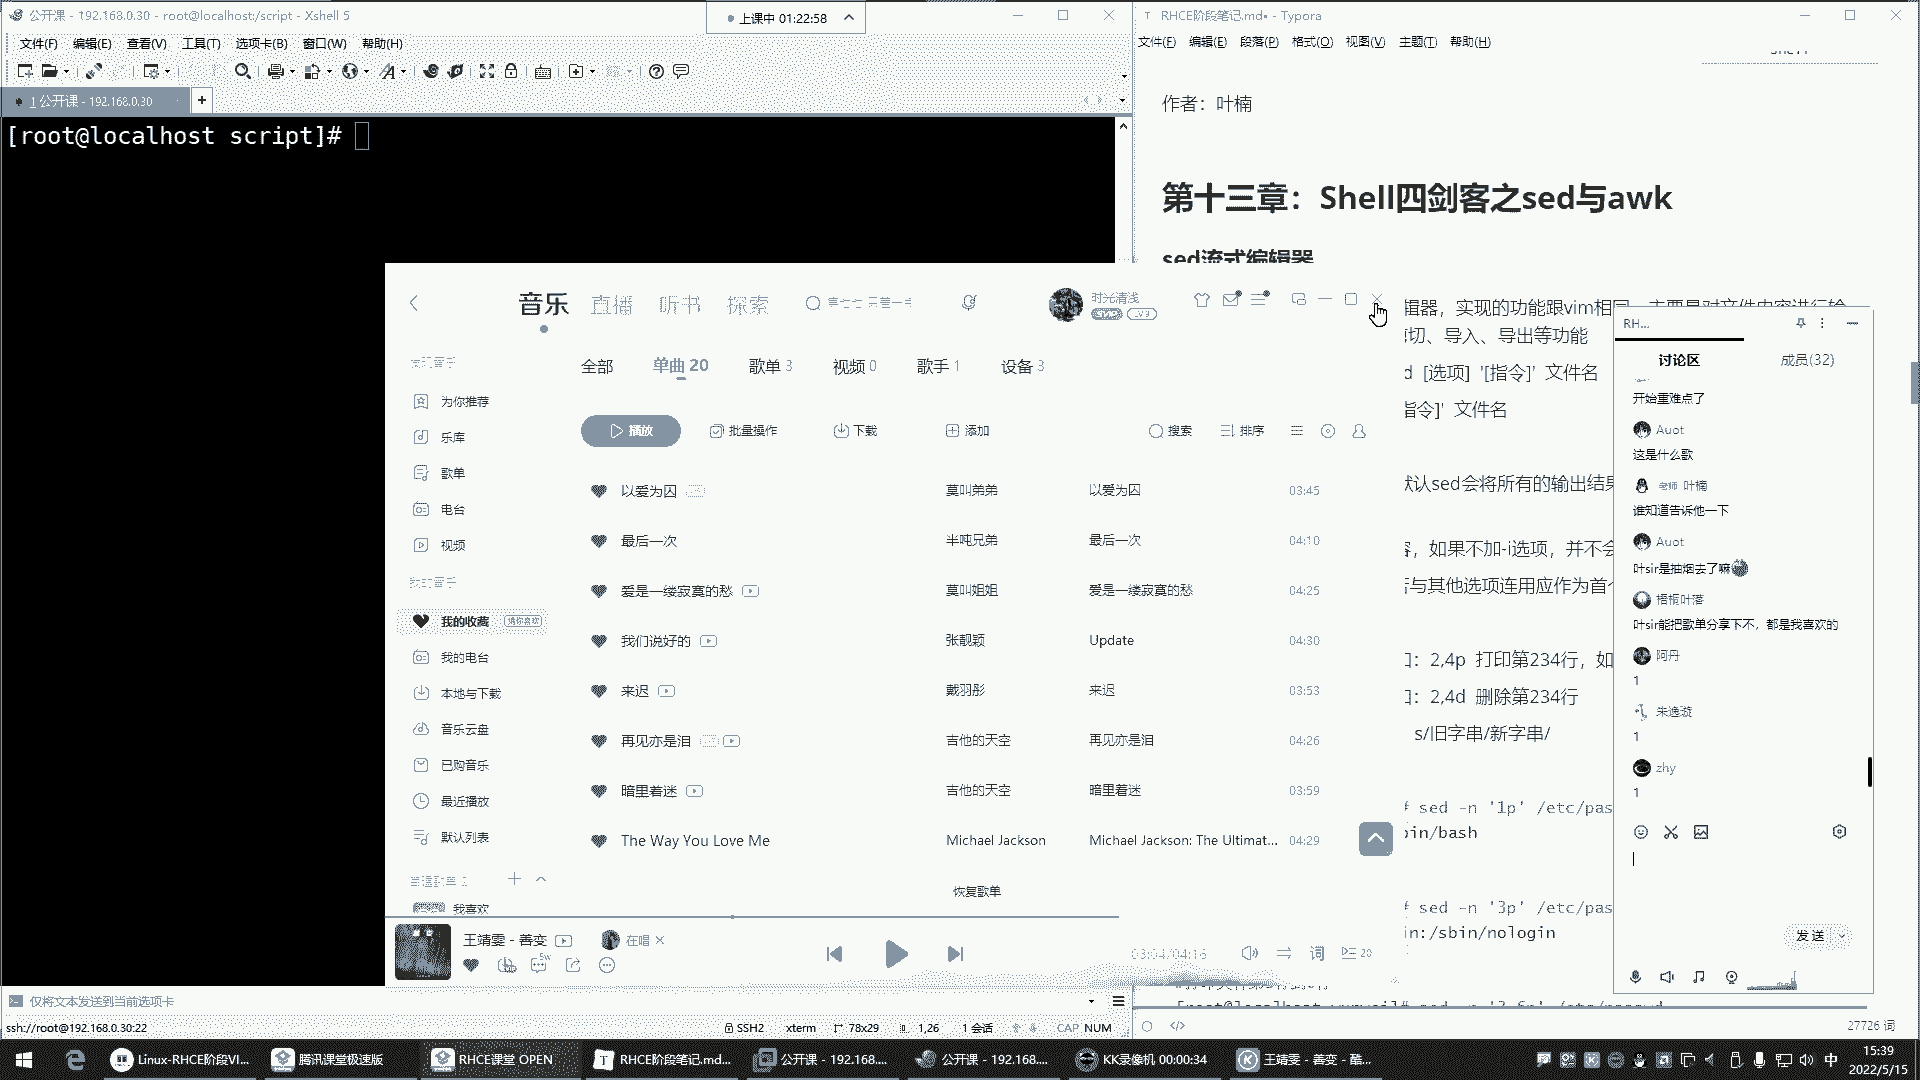 公开课 - 192.168.0.30 - root@localhost:/script - Xshell 5
上课中 01:22:58
文件(F) 编辑(E) 查看(V) 工具(T) 选项卡(B) 窗口(W) 帮助(H)
1 公开课 - 192.168.0.30
[root@localhost script]#
RHCE阶段笔记.md• - Typora
文件(F) 编辑(E) 段落(P) 格式(O) 视图(V) 主题(T) 帮助(H)
作者：叶楠
第十三章：Shell四剑客之sed与awk
sed流式编辑器
辑器，实现的功能跟vim相同，主要是对文件内容进行输
切、导入、导出等功能
d [选项] '[指令]' 文件名
指令]' 文件名
默认sed会将所有的输出结果
容，如果不加-i选项，并不会
与其他选项连用应作为首个
：2,4p 打印第234行，如
：2,4d 删除第234行
s/旧字串/新字串/
# sed -n '1p' /etc/pas
bin/bash
# sed -n '3p' /etc/pas
in:/sbin/nologin
27726 词
音乐 直播 听书 探索
时光清浅
SVIP LV.9
为你推荐
乐库
歌单
电台
视频
我的收藏
我的电台
本地与下载
音乐云盘
已购音乐
最近播放
默认列表
我喜欢
全部 单曲 20 歌单 3 视频 0 歌手 1 设备 3
播放 批量操作 下载 添加 搜索 排序
以爱为囚 莫叫弟弟 以爱为囚 03:45
最后一次 半吨兄弟 最后一次 04:10
爱是一缕寂寞的愁 莫叫姐姐 爱是一缕寂寞的愁 04:25
我们说好的 张靓颖 Update 04:30
来迟 戴羽彤 来迟 03:53
再见亦是泪 吉他的天空 再见亦是泪 04:26
暗里着迷 吉他的天空 暗里着迷 03:59
The Way You Love Me Michael Jackson Michael Jackson: The Ultimat... 04:29
恢复歌单
王靖雯 - 善变
在唱
5w
03:04/04:16
词
20
RH...
讨论区 成员(32)
开始重难点了
Auot
这是什么歌
老师 叶楠
谁知道告诉他一下
Auot
叶sir是抽烟去了嘛
梧桐叶落
叶sir能把歌单分享下不，都是我喜欢的
阿丹
1
朱逸璇
1
zhy
1
发送
仅将文本发送到当前选项卡
ssh://root@192.168.0.30:22 SSH2 xterm 78x29 1,26 1 会话 CAP NUM
Linux-RHCE阶段VI...
腾讯课堂极速版
RHCE课堂 OPEN
RHCE阶段笔记.md...
公开课 - 192.168....
公开课 - 192.168....
KK录像机 00:00:34
王靖雯 - 善变 - 酷...
中
15:39
2022/5/15